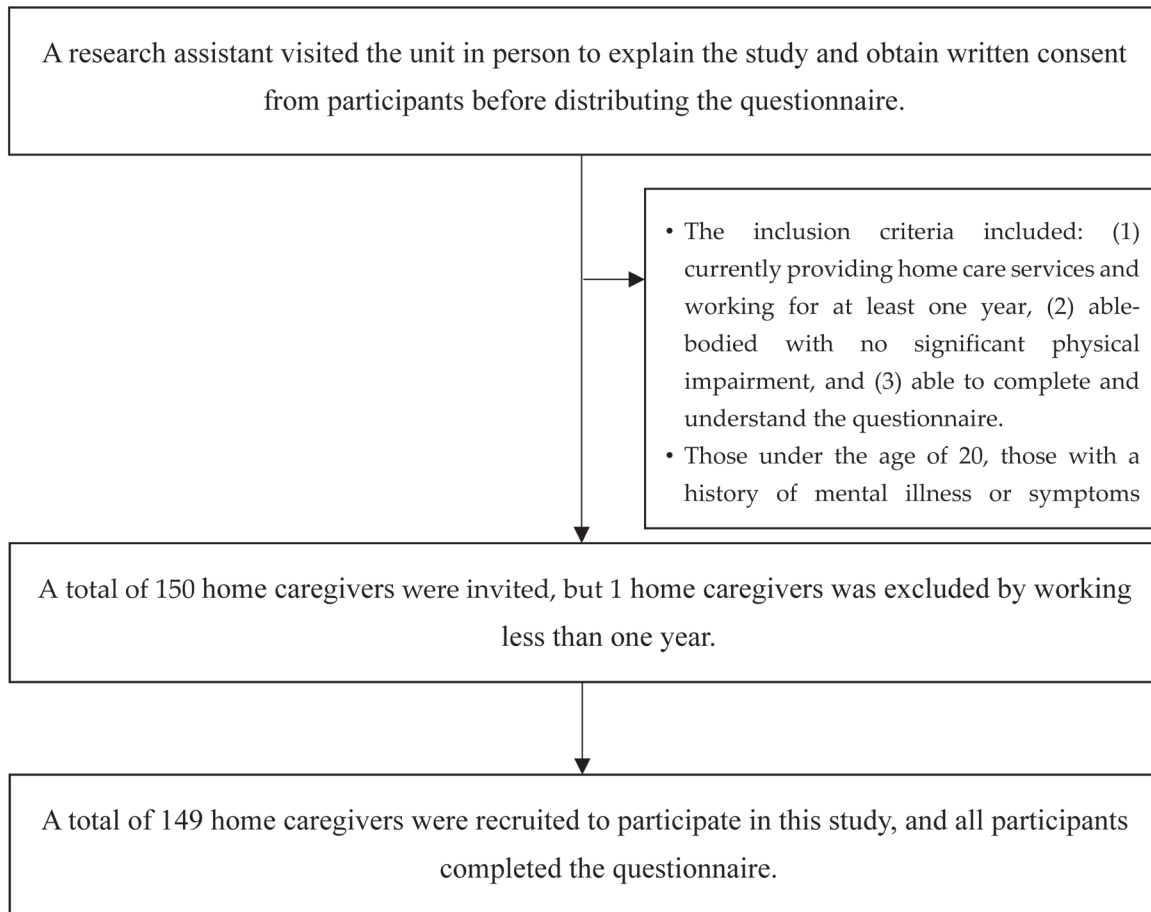 A research assistant visited the unit in person to explain the study and obtain written consent
from participants before distributing the questionnaire.
• The inclusion criteria included: (1)
currently providing home care services and
working for at least one year, (2) able-
bodied with no significant physical
impairment, and (3) able to complete and
understand the questionnaire.
• Those under the age of 20, those with a
history of mental illness or symptoms
A total of 150 home caregivers were invited, but 1 home caregivers was excluded by working
less than one year.
A total of 149 home caregivers were recruited to participate in this study, and all participants
completed the questionnaire.